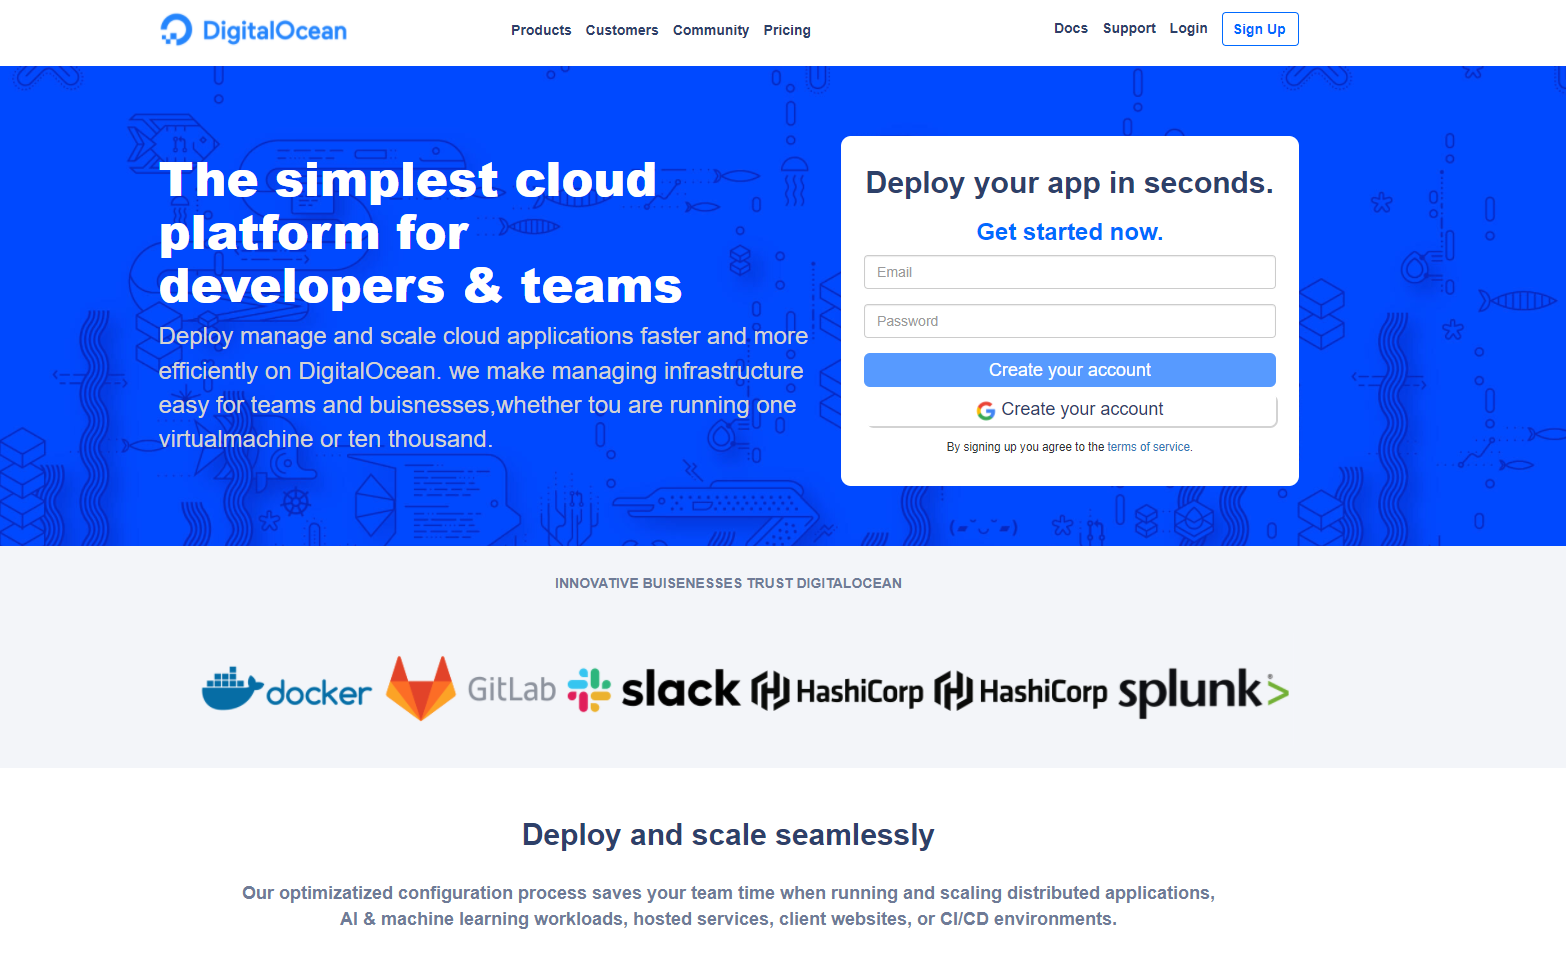 DigitalOcean
Products Customers Community Pricing
Docs Support Login Sign Up
The simplest cloud
platform for
developers & teams
Deploy manage and scale cloud applications faster and more
efficiently on DigitalOcean. we make managing infrastructure
easy for teams and buisnesses,whether tou are running one
virtualmachine or ten thousand.
Deploy your app in seconds.
Get started now.
Email
Password
Create your account
Create your account
By signing up you agree to the terms of service.
INNOVATIVE BUISENESSES TRUST DIGITALOCEAN
docker GitLab slack HashiCorp HashiCorp splunk>
Deploy and scale seamlessly
Our optimizatized configuration process saves your team time when running and scaling distributed applications,
AI & machine learning workloads, hosted services, client websites, or CI/CD environments.